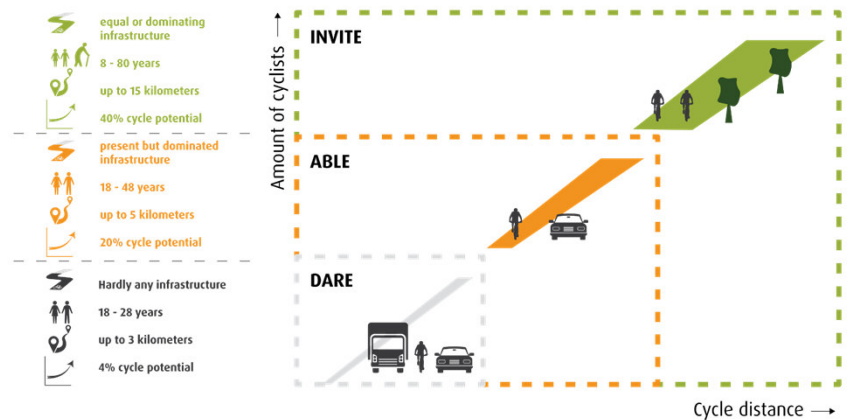 equal or dominating
infrastructure
8 - 80 years
up to 15 kilometers
40% cycle potential
present but dominated
infrastructure
18 - 48 years
up to 5 kilometers
20% cycle potential
Hardly any infrastructure
18 - 28 years
up to 3 kilometers
4% cycle potential
Amount of cyclists
INVITE
ABLE
DARE
Cycle distance